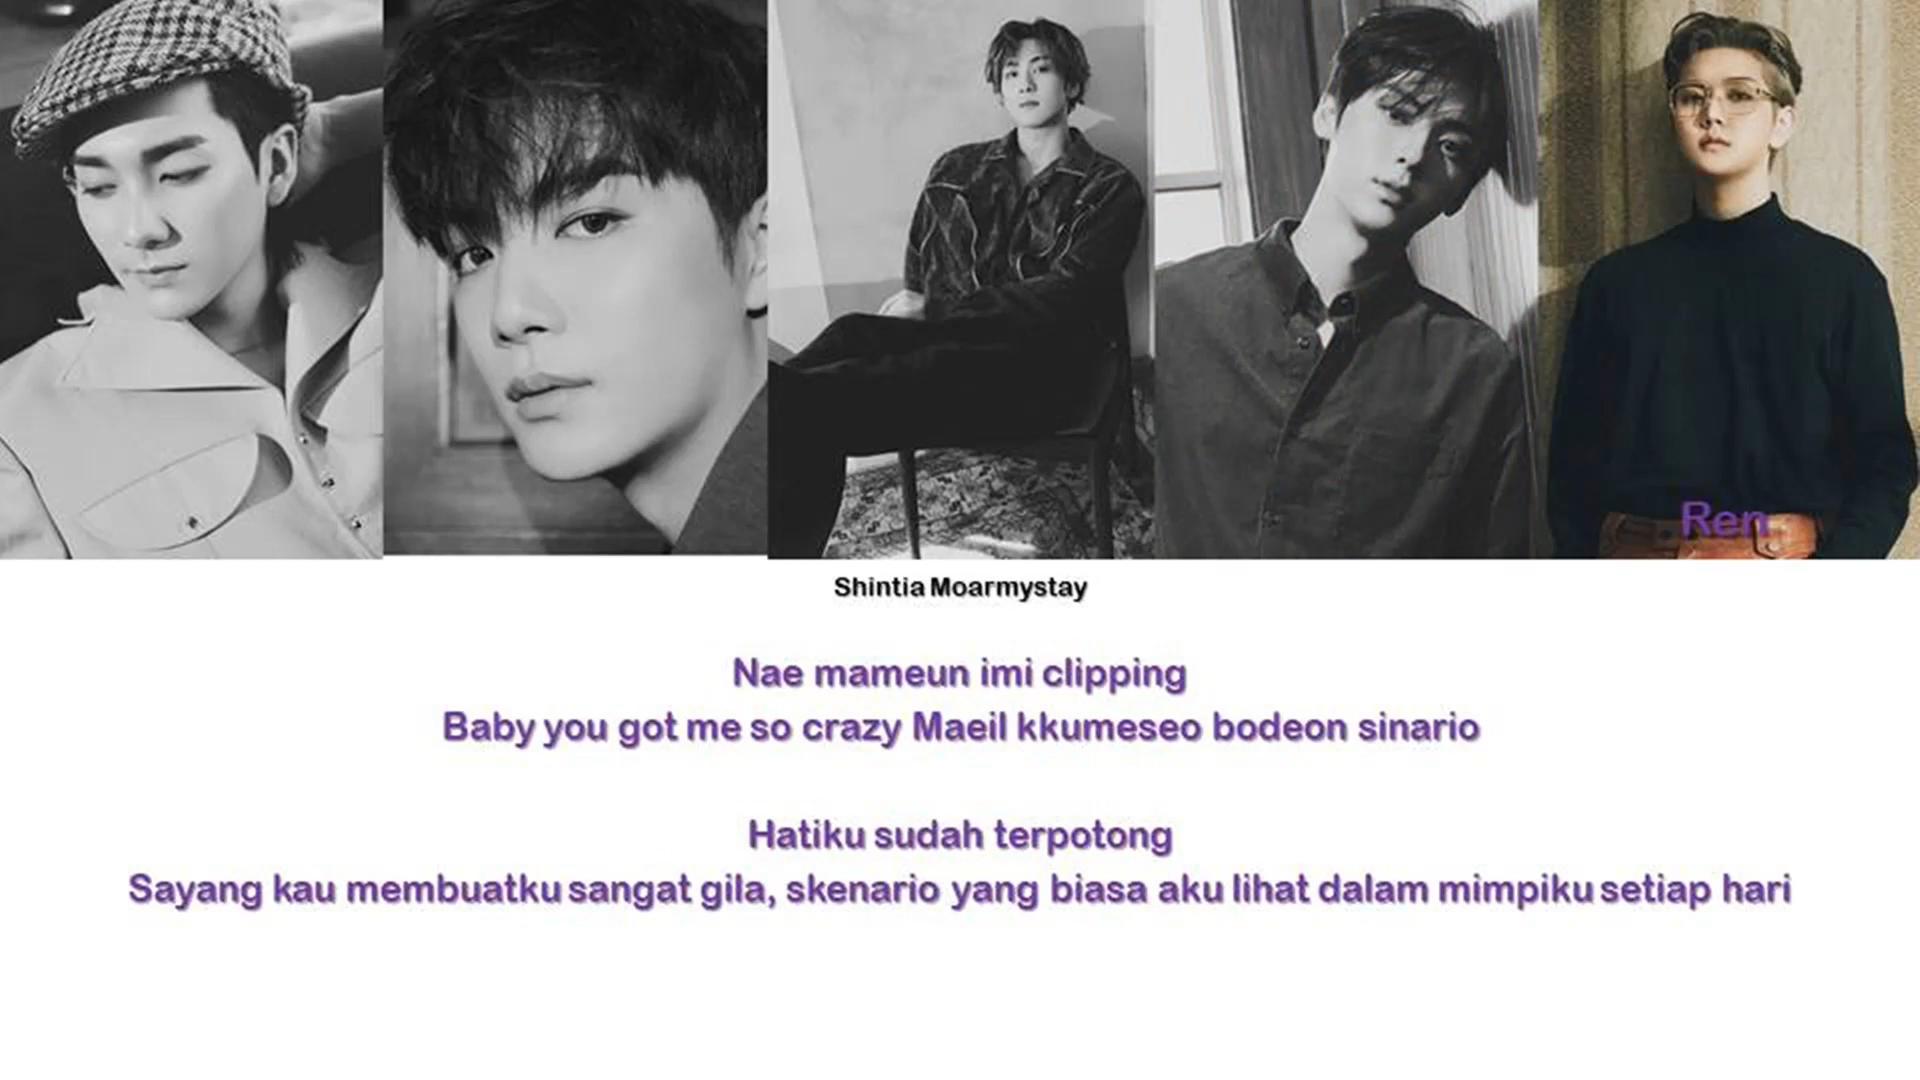 Ren
Shintia Moarmystay
Nae mameun imi clipping
Baby you got me so crazy Maeil kkumeseo bodeon sinario
Hatiku sudah terpotong
Sayang kau membuatku sangat gila, skenario yang biasa aku lihat dalam mimpiku setiap hari